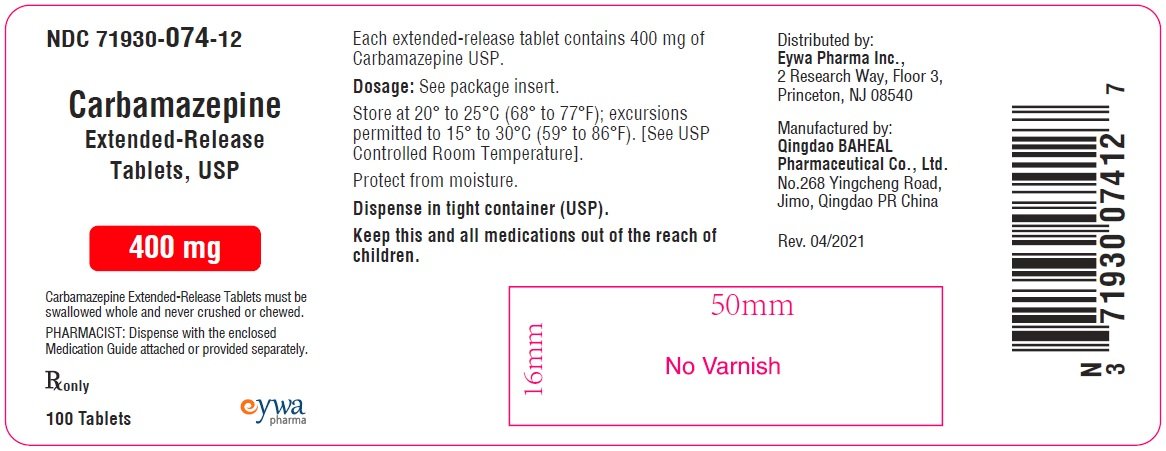 NDC 71930-074-12
Carbamazepine
Extended-Release
Tablets, USP
400 mg
Carbamazepine Extended-Release Tablets must be
swallowed whole and never crushed or chewed.
PHARMACIST: Dispense with the enclosed
Medication Guide attached or provided separately.
Rx only
100 Tablets
eywa
pharma
Each extended-release tablet contains 400 mg of
Carbamazepine USP.
Dosage: See package insert.
Store at 20° to 25°C (68° to 77°F); excursions
permitted to 15° to 30°C (59° to 86°F). [See USP
Controlled Room Temperature].
Protect from moisture.
Dispense in tight container (USP).
Keep this and all medications out of the reach of
children.
50mm
16mm
No Varnish
Distributed by:
Eywa Pharma Inc.,
2 Research Way, Floor 3,
Princeton, NJ 08540
Manufactured by:
Qingdao BAHEAL
Pharmaceutical Co., Ltd.
No.268 Yingcheng Road,
Jimo, Qingdao PR China
Rev. 04/2021
N
3 71930 07412 7